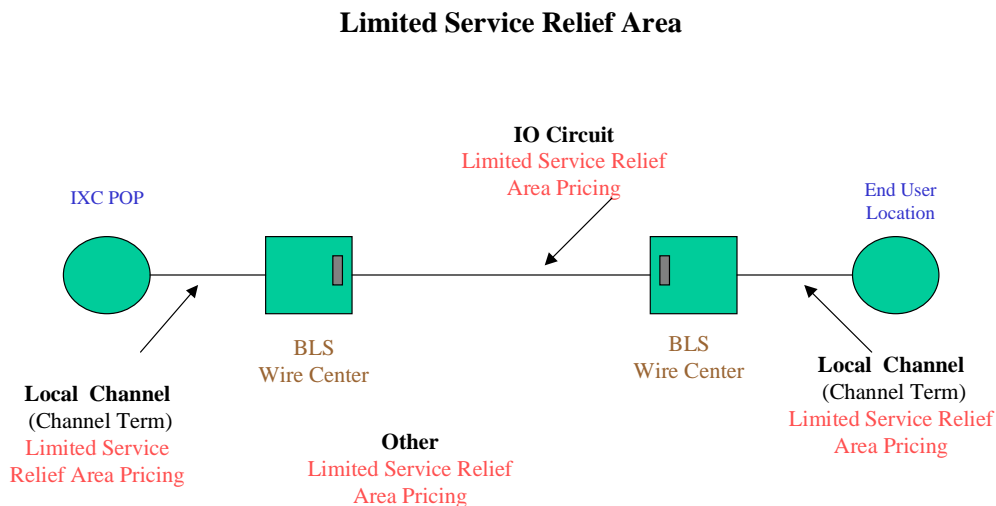 Limited Service Relief Area
IO Circuit
Limited Service Relief
Area Pricing
IXC POP
End User
Location
BLS
Wire Center
BLS
Wire Center
Local Channel
(Channel Term)
Limited Service
Relief Area Pricing
Local Channel
(Channel Term)
Limited Service Relief
Area Pricing
Other
Limited Service Relief
Area Pricing